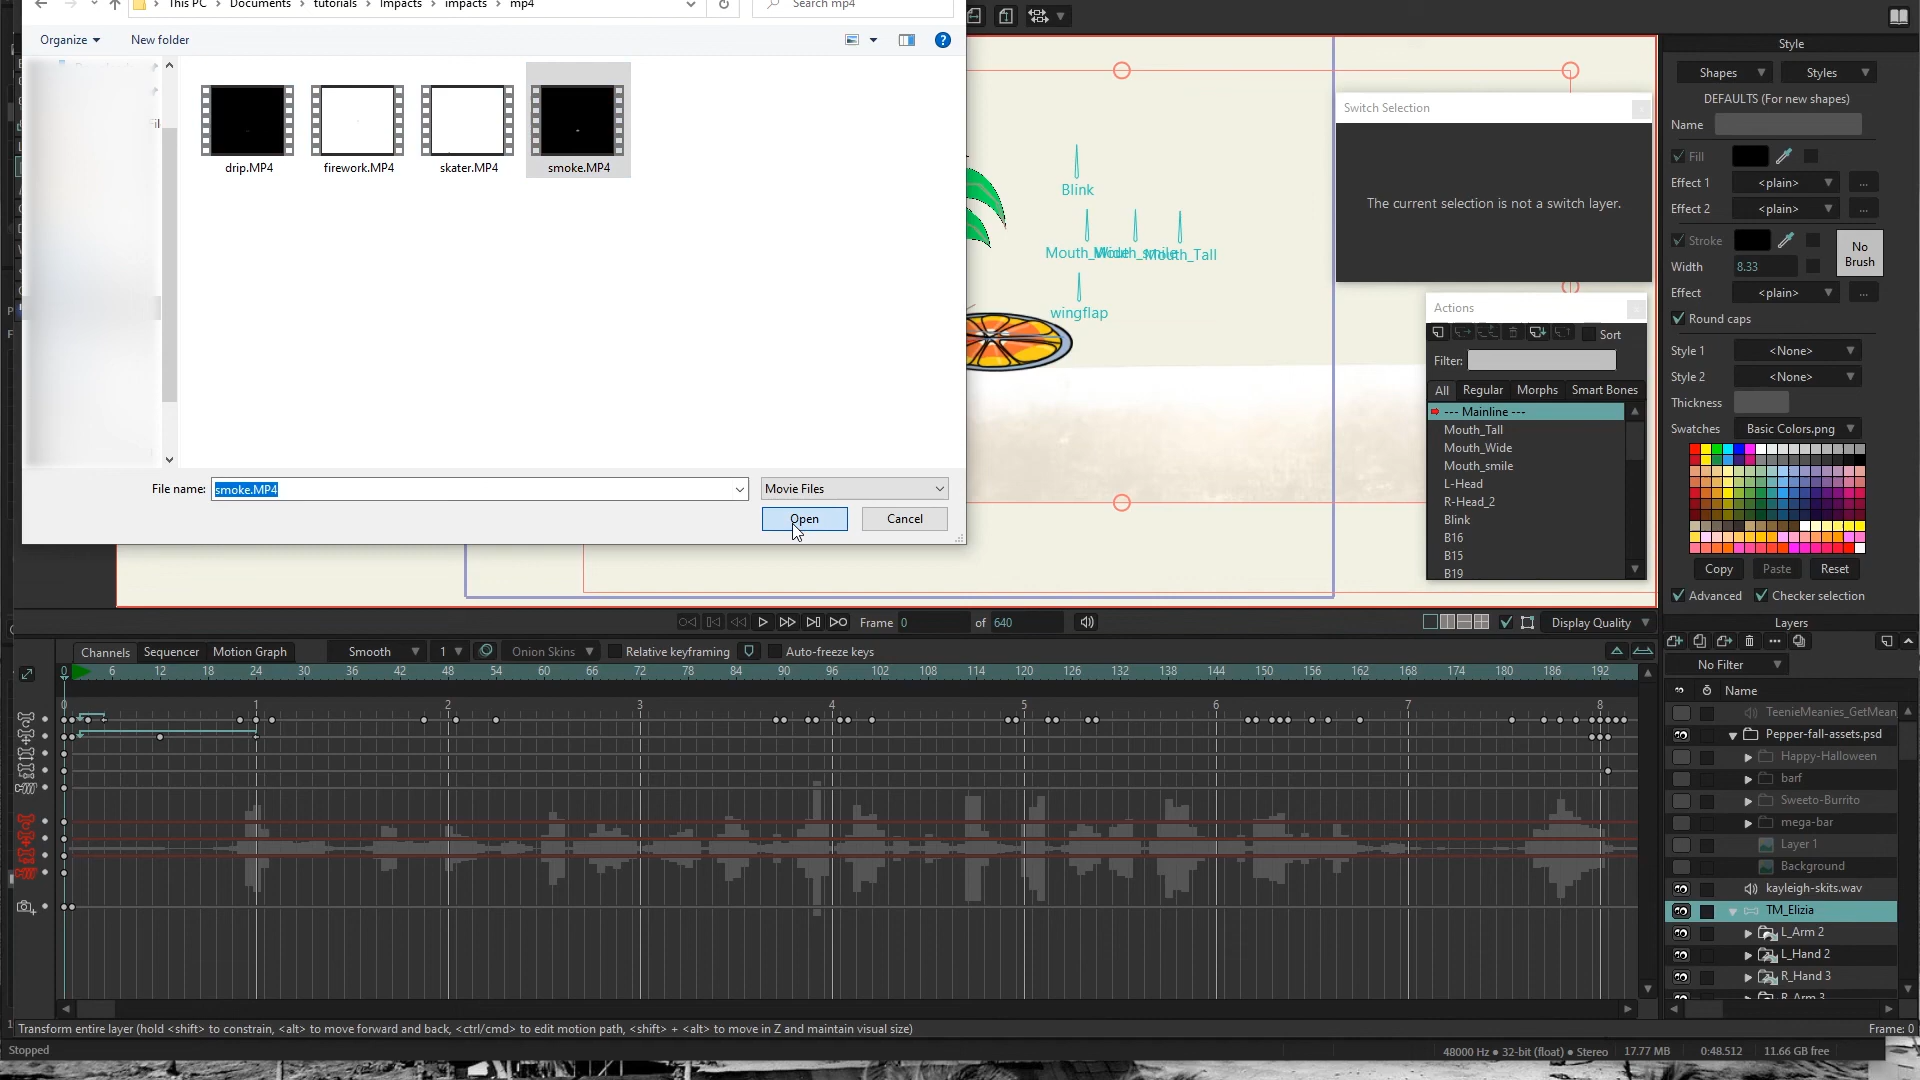 This PC > Documents > tutorials > Impacts > impacts > mp4
Search mp4
Organize
New folder
drip.MP4
firework.MP4
skater.MP4
smoke.MP4
File name: smoke.MP4
Movie Files
Open
Cancel
Blink
Mouth_Tall
wingflap
Switch Selection
The current selection is not a switch layer.
Actions
Sort
Filter:
All
Regular
Morphs
Smart Bones
--- Mainline ---
Mouth_Tall
Mouth_Wide
Mouth_smile
L-Head
R-Head_2
Blink
B16
B15
B19
Style
Shapes
Styles
DEFAULTS (For new shapes)
Name
Fill
Effect 1 <plain> ...
Effect 2 <plain> ...
Stroke
No Brush
Width 8.33
Effect <plain> ...
Round caps
Style 1 <None>
Style 2 <None>
Thickness
Swatches Basic Colors.png
Copy
Paste
Reset
Advanced
Checker selection
Frame 0 of 640
Display Quality
Layers
Channels
Sequencer
Motion Graph
Smooth
1
Onion Skins
Relative keyframing
Auto-freeze keys
No Filter
0 6 12 18 24 30 36 42 48 54 60 66 72 78 84 90 96 102 108 114 120 126 132 138 144 150 156 162 168 174 180 186 192
0 1 2 3 4 5 6 7 8
Name
TeenieMeanies_GetMean
Pepper-fall-assets.psd
Happy-Halloween
barf
Sweeto-Burrito
mega-bar
Layer 1
Background
kayleigh-skits.wav
TM_Elizia
L_Arm 2
L_Hand 2
R_Hand 3
R_Arm 3
Transform entire layer (hold <shift> to constrain, <alt> to move forward and back, <ctrl/cmd> to edit motion path, <shift> + <alt> to move in Z and maintain visual size)
Frame: 0
Stopped
48000 Hz ● 32-bit (float) ● Stereo
17.77 MB
0:48.512
11.66 GB free